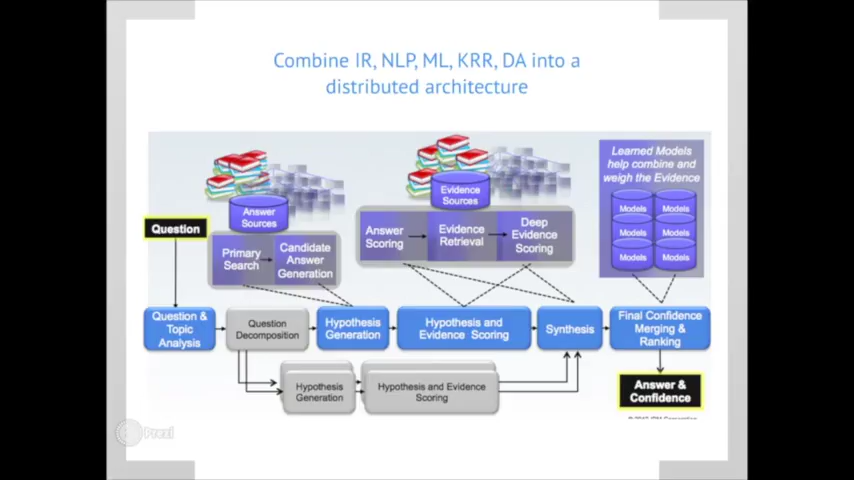 Combine IR, NLP, ML, KRR, DA into a
distributed architecture
Learned Models
help combine and
weigh the Evidence
Answer
Sources
Evidence
Sources
Models
Models
Models
Models
Models
Models
Question
Primary
Search
Candidate
Answer
Generation
Answer
Scoring
Evidence
Retrieval
Deep
Evidence
Scoring
Question &
Topic
Analysis
Question
Decomposition
Hypothesis
Generation
Hypothesis and
Evidence Scoring
Synthesis
Final Confidence
Merging &
Ranking
Hypothesis
Generation
Hypothesis and Evidence
Scoring
Answer &
Confidence
Prezi